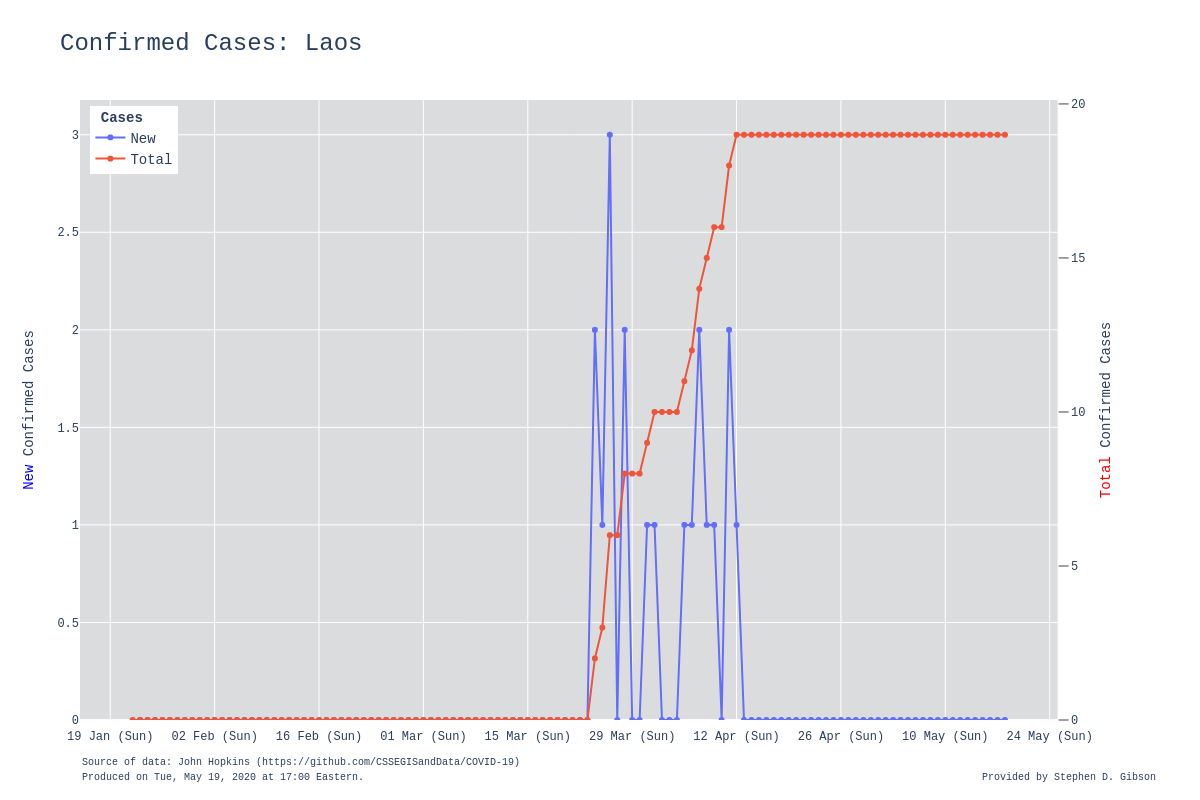 Confirmed Cases: Laos
Cases
New
Total
3
2.5
2
1.5
1
0.5
0
20
15
10
5
0
New Confirmed Cases
Total Confirmed Cases
19 Jan (Sun) 02 Feb (Sun) 16 Feb (Sun) 01 Mar (Sun) 15 Mar (Sun) 29 Mar (Sun) 12 Apr (Sun) 26 Apr (Sun) 10 May (Sun) 24 May (Sun)
Source of data: John Hopkins (https://github.com/CSSEGISandData/COVID-19)
Produced on Tue, May 19, 2020 at 17:00 Eastern.
Provided by Stephen D. Gibson